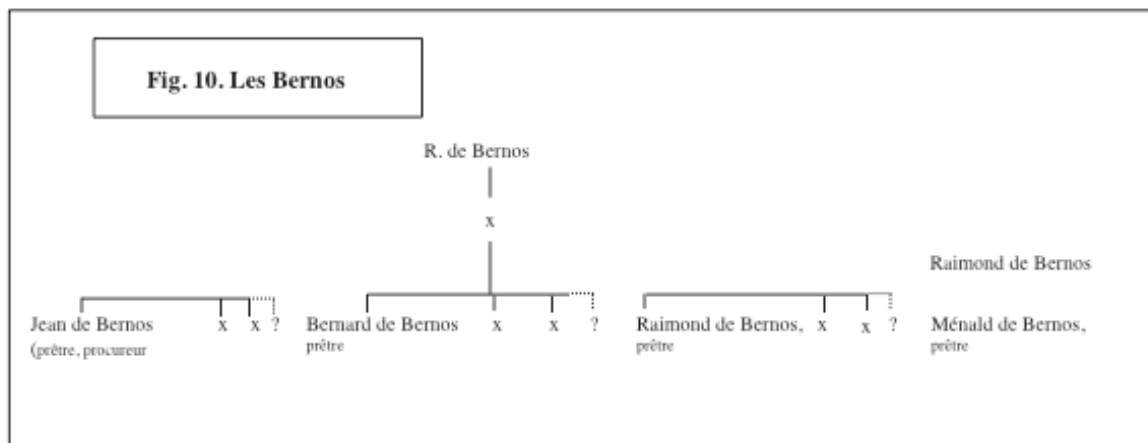 Fig. 10. Les Bernos
R. de Bernos
x
Raimond de Bernos
Jean de Bernos x x ? Bernard de Bernos x x ? Raimond de Bernos, x x ? Ménald de Bernos,
(prêtre, procureur prêtre prêtre prêtre